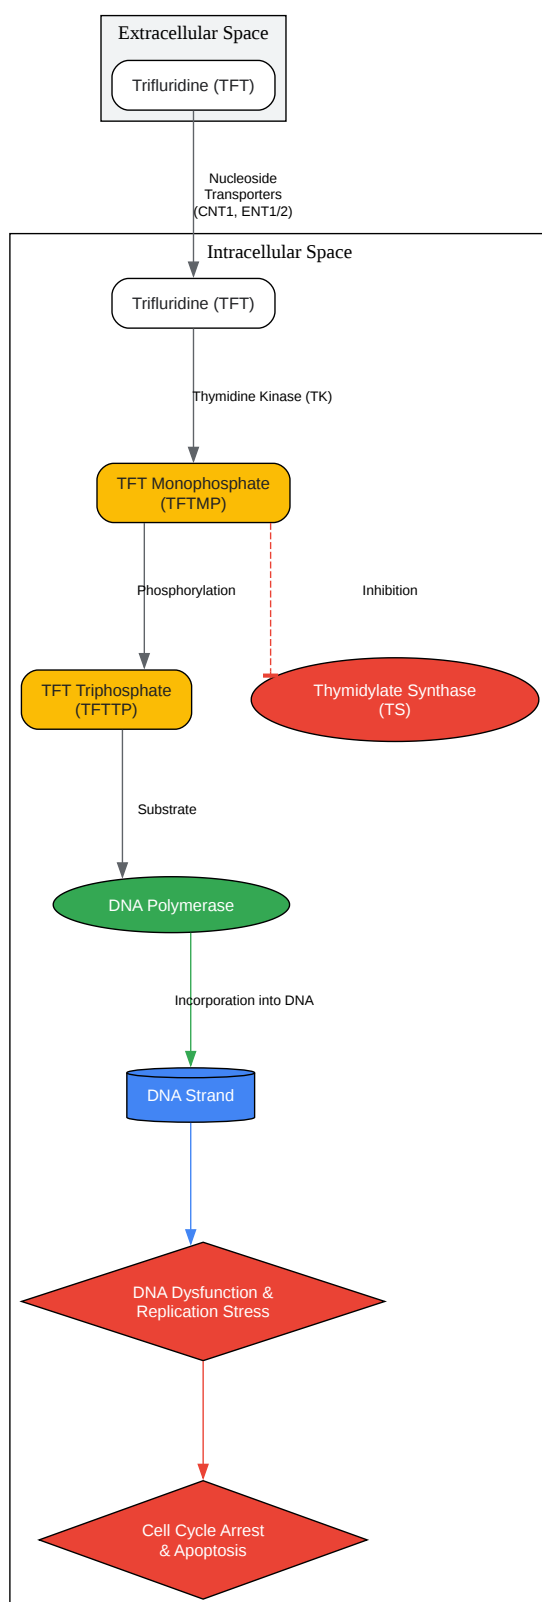 Extracellular Space
Trifluridine (TFT)
Nucleoside
Transporters
(CNT1, ENT1/2)
Intracellular Space
Trifluridine (TFT)
Thymidine Kinase (TK)
TFT Monophosphate
(TFTMP)
Phosphorylation
Inhibition
TFT Triphosphate
(TFTTP)
Thymidylate Synthase
(TS)
Substrate
DNA Polymerase
Incorporation into DNA
DNA Strand
DNA Dysfunction &
Replication Stress
Cell Cycle Arrest
& Apoptosis